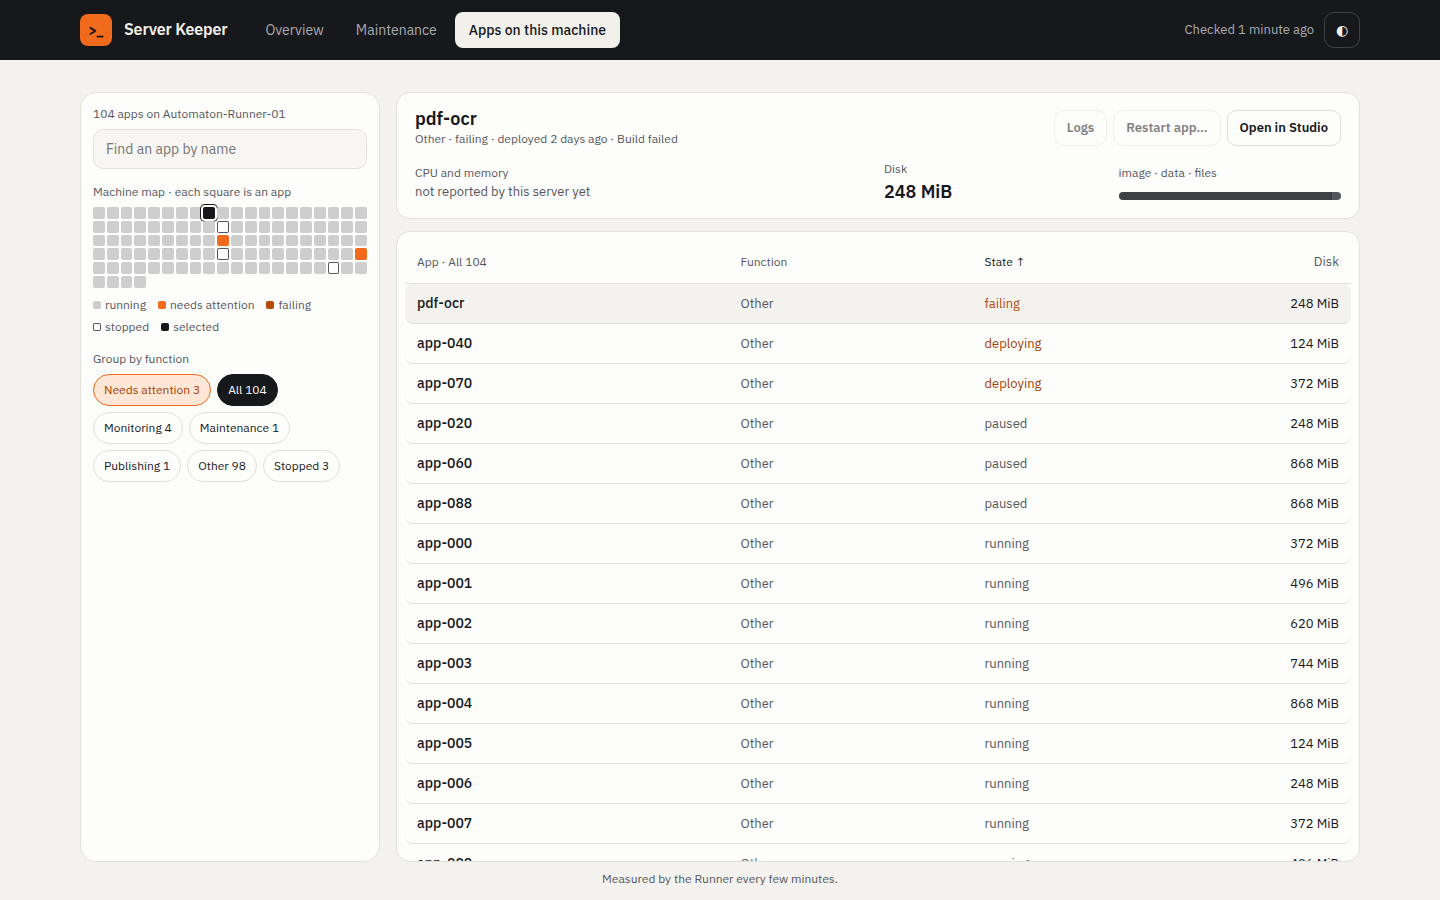 >_ Server Keeper Overview Maintenance Apps on this machine Checked 1 minute ago
104 apps on Automaton-Runner-01
Find an app by name
Machine map · each square is an app
running needs attention failing
stopped selected
Group by function
Needs attention 3 All 104
Monitoring 4 Maintenance 1
Publishing 1 Other 98 Stopped 3
pdf-ocr
Other · failing · deployed 2 days ago · Build failed
Logs Restart app... Open in Studio
CPU and memory
not reported by this server yet
Disk
248 MiB
image · data · files
App · All 104 Function State ↑ Disk
pdf-ocr Other failing 248 MiB
app-040 Other deploying 124 MiB
app-070 Other deploying 372 MiB
app-020 Other paused 248 MiB
app-060 Other paused 868 MiB
app-088 Other paused 868 MiB
app-000 Other running 372 MiB
app-001 Other running 496 MiB
app-002 Other running 620 MiB
app-003 Other running 744 MiB
app-004 Other running 868 MiB
app-005 Other running 124 MiB
app-006 Other running 248 MiB
app-007 Other running 372 MiB
Measured by the Runner every few minutes.